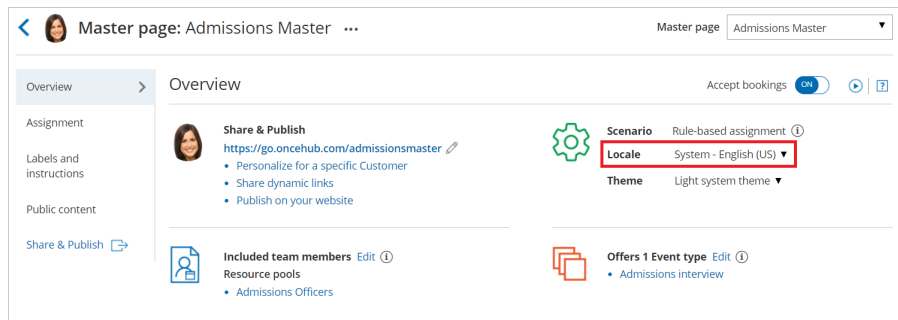 Master page: Admissions Master ...
Master page Admissions Master
Overview
Assignment
Labels and
instructions
Public content
Share & Publish
Overview
Accept bookings ON ?
Share & Publish
https://go.oncehub.com/admissionsmaster
• Personalize for a specific Customer
• Share dynamic links
• Publish on your website
Scenario Rule-based assignment i
Locale System - English (US)
Theme Light system theme
Included team members Edit i
Resource pools
• Admissions Officers
Offers 1 Event type Edit i
• Admissions interview